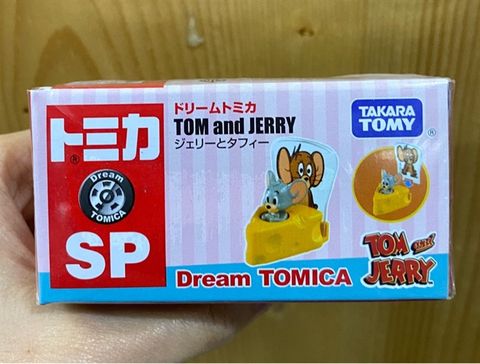 トミカ
®
Dream
TOMICA
SP
ドリームトミカ
TOM and JERRY
ジェリーとタフィー
TAKARA
TOMY
®
Dream TOMICA
TOM AND
JERRY